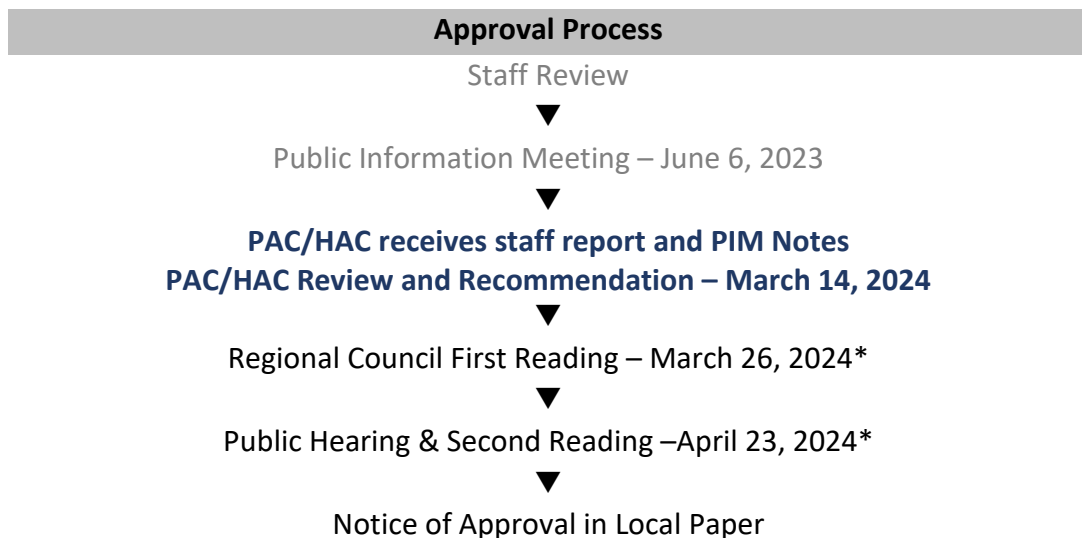 Approval Process
Staff Review
Public Information Meeting – June 6, 2023
PAC/HAC receives staff report and PIM Notes
PAC/HAC Review and Recommendation – March 14, 2024
Regional Council First Reading – March 26, 2024*
Public Hearing & Second Reading –April 23, 2024*
Notice of Approval in Local Paper